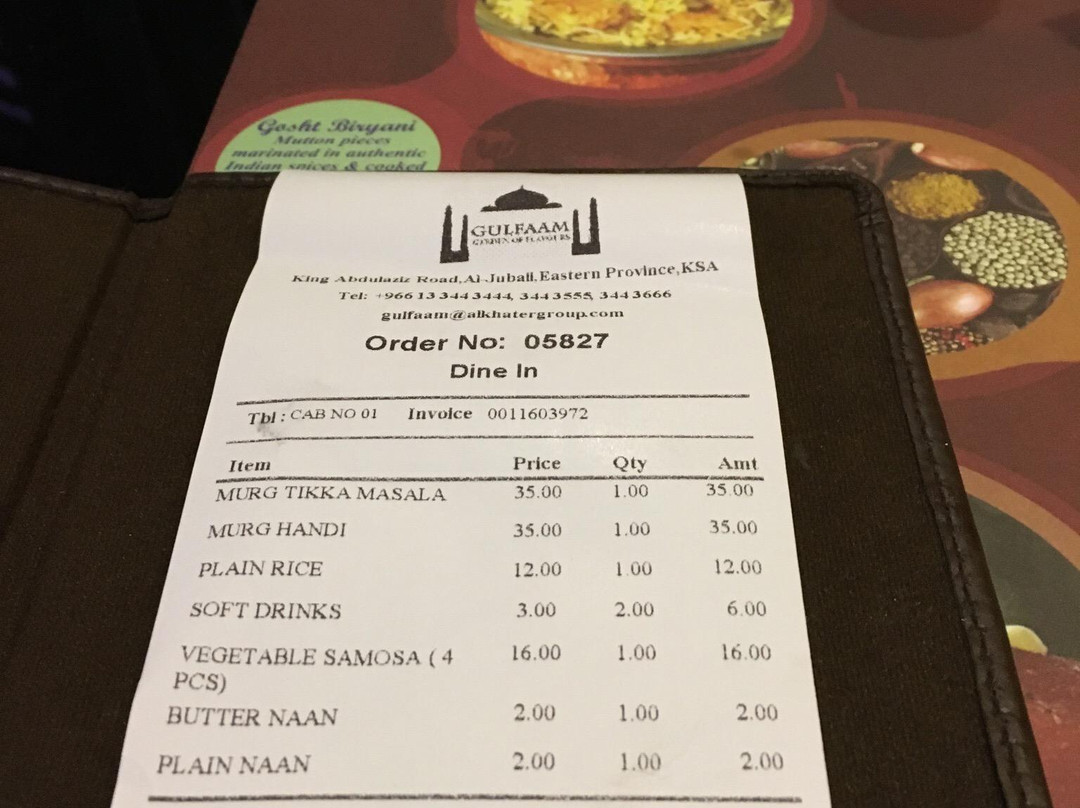 Gosht Biryani
Mutton pieces
marinated in authentic
Indian spices & cooked
GULFAAM
GARDEN OF FLAVOURS
King Abdulaziz Road, Al-Jubail, Eastern Province, KSA
Tel: +966 13 344 3444, 344 3555, 344 3666
gulfaam@alkhatergroup.com
Order No: 05827
Dine In
Tbl : CAB NO 01 Invoice 0011603972
Item Price Qty Amt
MURG TIKKA MASALA 35.00 1.00 35.00
MURG HANDI 35.00 1.00 35.00
PLAIN RICE 12.00 1.00 12.00
SOFT DRINKS 3.00 2.00 6.00
VEGETABLE SAMOSA ( 4 16.00 1.00 16.00
PCS)
BUTTER NAAN 2.00 1.00 2.00
PLAIN NAAN 2.00 1.00 2.00